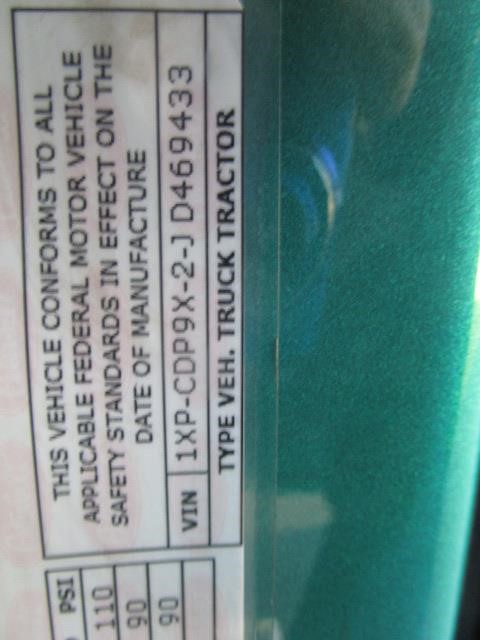 THIS VEHICLE CONFORMS TO ALL
APPLICABLE FEDERAL MOTOR VEHICLE
SAFETY STANDARDS IN EFFECT ON THE
DATE OF MANUFACTURE
VIN 1XP-CDP9X-2-J D469433
TYPE VEH. TRUCK TRACTOR
PSI
110
90
90